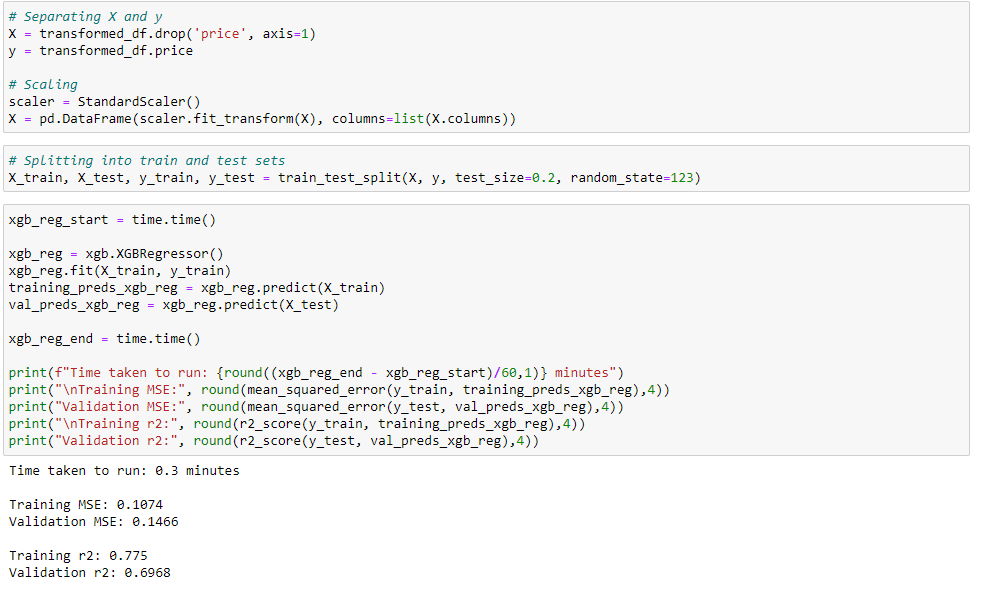 # Separating X and y
X = transformed_df.drop('price', axis=1)
y = transformed_df.price
# Scaling
scaler = StandardScaler()
X = pd.DataFrame(scaler.fit_transform(X), columns=list(X.columns))
# Splitting into train and test sets
X_train, X_test, y_train, y_test = train_test_split(X, y, test_size=0.2, random_state=123)
xgb_reg_start = time.time()
xgb_reg = xgb.XGBRegressor()
xgb_reg.fit(X_train, y_train)
training_preds_xgb_reg = xgb_reg.predict(X_train)
val_preds_xgb_reg = xgb_reg.predict(X_test)
xgb_reg_end = time.time()
print(f"Time taken to run: {round((xgb_reg_end - xgb_reg_start)/60,1)} minutes")
print("\nTraining MSE:", round(mean_squared_error(y_train, training_preds_xgb_reg),4))
print("Validation MSE:", round(mean_squared_error(y_test, val_preds_xgb_reg),4))
print("\nTraining r2:", round(r2_score(y_train, training_preds_xgb_reg),4))
print("Validation r2:", round(r2_score(y_test, val_preds_xgb_reg),4))
Time taken to run: 0.3 minutes
Training MSE: 0.1074
Validation MSE: 0.1466
Training r2: 0.775
Validation r2: 0.6968